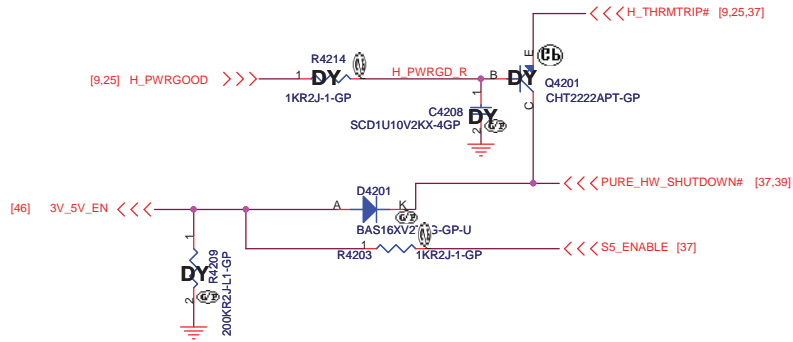 H_THRMTRIP# [9,25,37]
E
R4214
[9,25] H_PWRGOOD
1
DY
H_PWRGD_R
B
DY
Q4201
1KR2J-1-GP
CHT2222APT-GP
1
C4208
C
DY
SCD1U10V2KX-4GP
2
PURE_HW_SHUTDOWN# [37,39]
D4201
[46] 3V_5V_EN
A
K
1
1
R4203
1KR2J-1-GP
S5_ENABLE [37]
DY
R4209
2
200KR2J-L1-GP